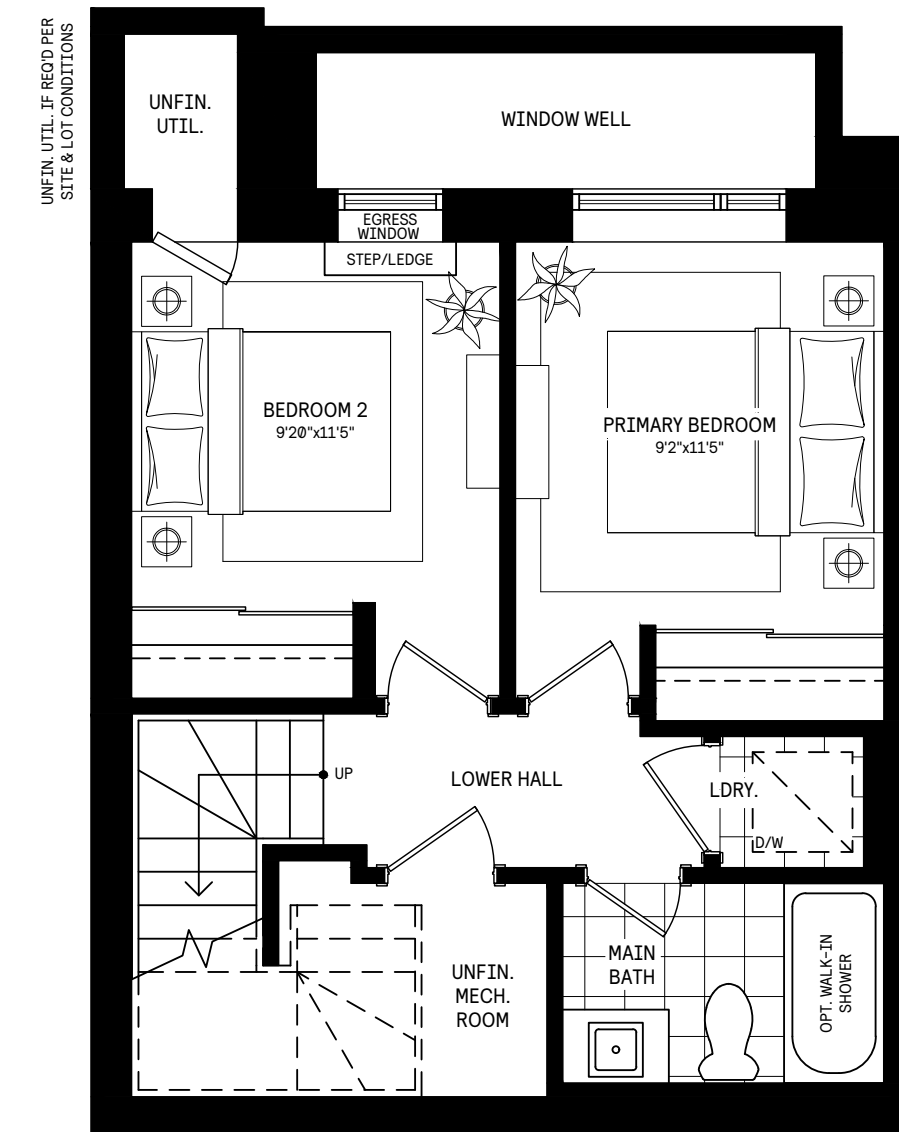 UNFIN. UTIL. IF REQ'D PER
SITE & LOT CONDITIONS
UNFIN.
UTIL.
WINDOW WELL
EGRESS
WINDOW
STEP/LEDGE
BEDROOM 2
9'20"x11'5"
PRIMARY BEDROOM
9'2"x11'5"
UP
LOWER HALL
LDRY.
D/W
MAIN
BATH
OPT. WALK-IN
SHOWER
UNFIN.
MECH.
ROOM